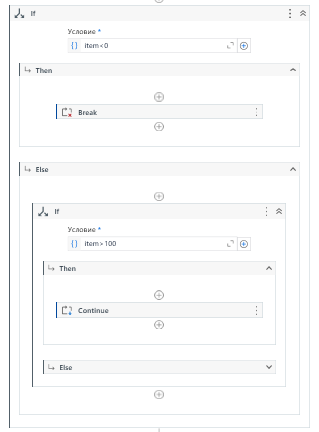 If
Условие *
item<0
Then
Break
Else
If
Условие *
item>100
Then
Continue
Else